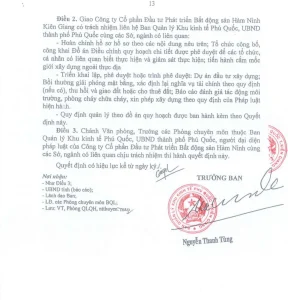 13
Điều 2. Giao Công ty Cổ phần Đầu tư Phát triển Bất động sản Hàm Ninh
Kiên Giang có trách nhiệm liên hệ Ban Quản lý Khu kinh tế Phú Quốc, UBND
thành phố Phú Quốc cùng các Sở, ngành có liên quan:
- Hoàn chỉnh hồ sơ hồ sơ theo các nội dung nêu trên; Tổ chức công bố,
công khai Đồ án Điều chỉnh quy hoạch chi tiết được phê duyệt để các tổ chức,
cá nhân có liên quan biết thực hiện và giám sát thực hiện; tiến hành cắm mốc
giới xây dựng ngoài thực địa
- Triển khai lập, phê duyệt hoặc trình phê duyệt: Dự án đầu tư xây dựng;
Bồi thường giải phóng mặt bằng, xác định lại nghĩa vụ tài chính theo quy định
(nếu có), thu hồi và giao đất hoặc cho thuê đất; Báo cáo đánh giá tác động môi
trường, phòng cháy chữa cháy, xin phép xây dựng theo quy định của Pháp luật
hiện hành.
- Quy định quản lý theo đồ án quy hoạch được ban hành kèm theo Quyết
định này.
Điều 3. Chánh Văn phòng, Trưởng các Phòng chuyên môn thuộc Ban
Quản lý Khu kinh tế Phú Quốc, UBND thành phố Phú Quốc, người đại diện
pháp luật của Công ty Cổ phần Đầu tư Phát triển Bất động sản Hàm Ninh cùng
các Sở, ngành có liên quan chịu trách nhiệm thi hành quyết định này.
Quyết định có hiệu lực kể từ ngày ký./.
Nơi nhận:
- Như Điều 3;
- UBND tỉnh (báo cáo);
- Lãnh đạo Ban;
- LĐ. các Phòng chuyên môn BQL;
- Lưu: VT, Phòng QLQH,
TRƯỞNG BAN
Nguyễn Thanh Tùng